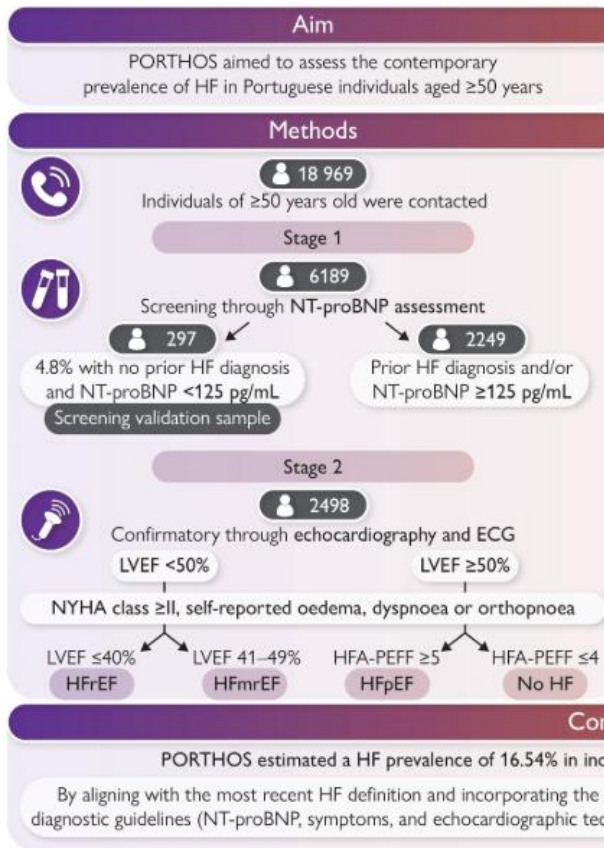 Aim
PORTHOS aimed to assess the contemporary
prevalence of HF in Portuguese individuals aged ≥50 years
Methods
18 969
Individuals of ≥50 years old were contacted
Stage 1
6189
Screening through NT-proBNP assessment
297
2249
4.8% with no prior HF diagnosis
and NT-proBNP <125 pg/mL
Screening validation sample
Prior HF diagnosis and/or
NT-proBNP ≥125 pg/mL
Stage 2
2498
Confirmatory through echocardiography and ECG
LVEF <50%
LVEF ≥50%
NYHA class ≥II, self-reported oedema, dyspnoea or orthopnoea
LVEF ≤40%
HFrEF
LVEF 41–49%
HFmrEF
HFA-PEFF ≥5
HFpEF
HFA-PEFF ≤4
No HF
Con
PORTHOS estimated a HF prevalence of 16.54% in inc
By aligning with the most recent HF definition and incorporating the
diagnostic guidelines (NT-proBNP, symptoms, and echocardiographic tec